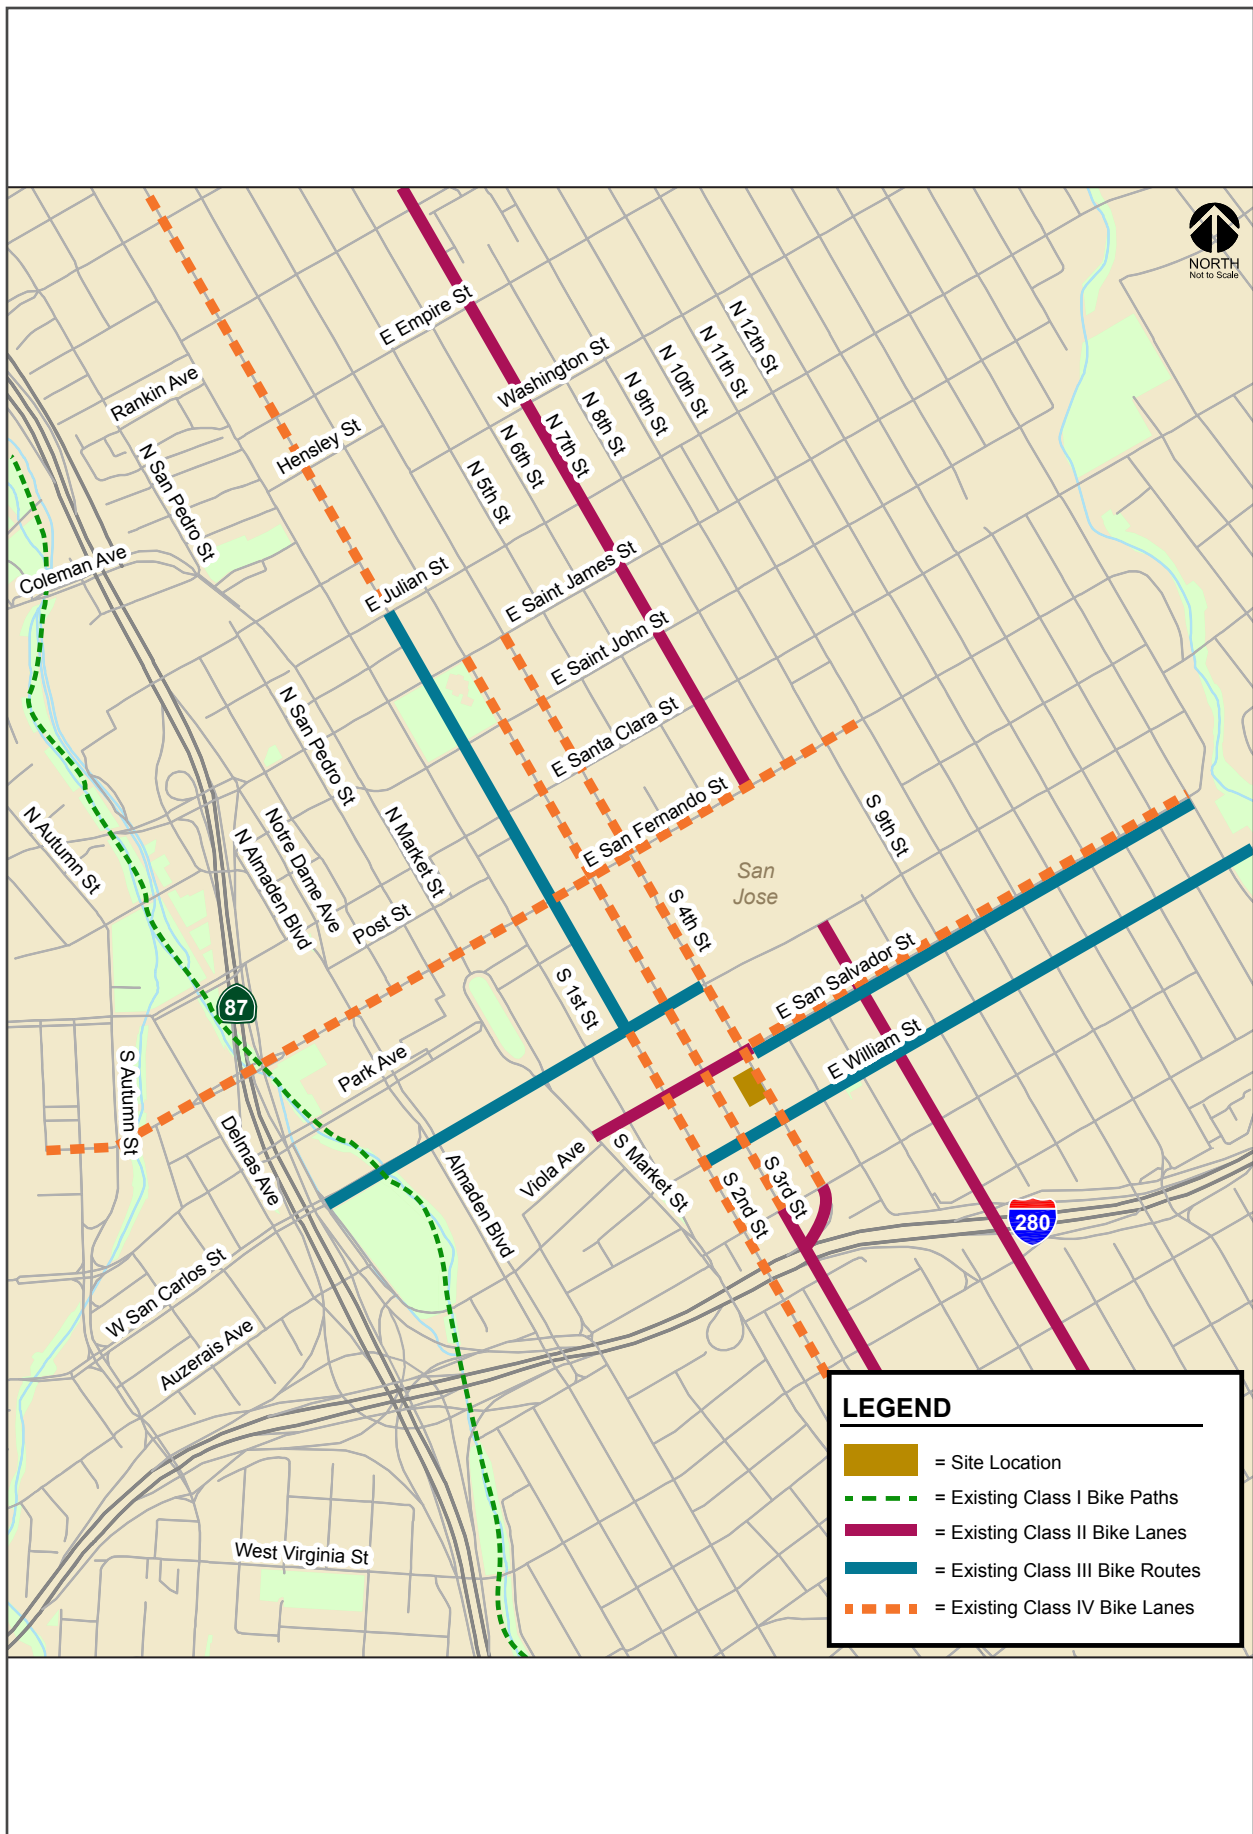 NORTH
Not to Scale
E Empire St
N 12th St
N 11th St
N 10th St
Washington St
Rankin Ave
N 9th St
N 8th St
N 7th St
N 6th St
Hensley St
N San Pedro St
N 5th St
Coleman Ave
E Julian St
E Saint James St
E Saint John St
E Santa Clara St
N San Pedro St
E San Fernando St
N Autumn St
Notre Dame Ave
N Almaden Blvd
N Market St
Post St
S 9th St
San
Jose
S 4th St
E San Salvador St
S 1st St
87
E William St
S Autumn St
Park Ave
Delmas Ave
Almaden Blvd
Viola Ave
S Market St
S 2nd St
S 3rd St
280
W San Carlos St
Auzerais Ave
West Virginia St
LEGEND
= Site Location
= Existing Class I Bike Paths
= Existing Class II Bike Lanes
= Existing Class III Bike Routes
= Existing Class IV Bike Lanes